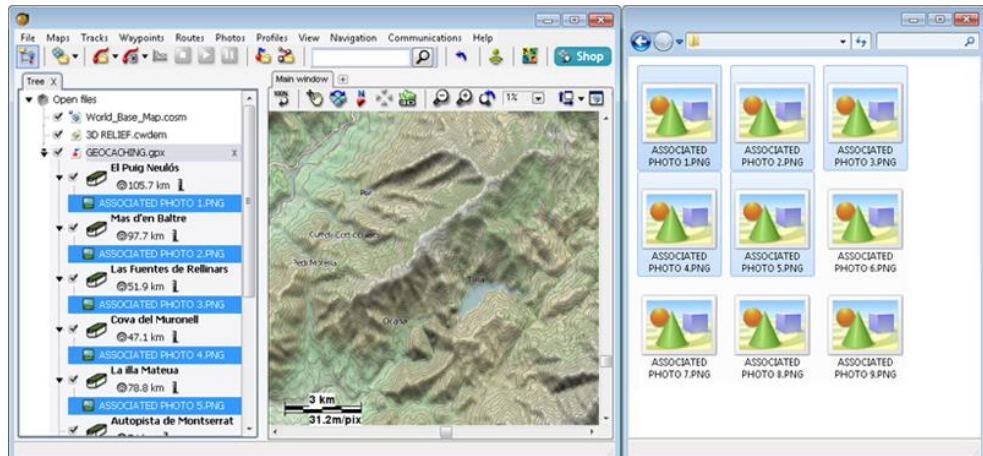 File Maps Tracks Waypoints Routes Photos Profiles View Navigation Communications Help
Shop
Tree X
Open files
World_Base_Map.cosm
3D RELIEF.cwdem
GEOCACHING.gpx X
El Puig Neulós
105.7 km
ASSOCIATED PHOTO 1.PNG
Mas d'en Baltre
97.7 km
ASSOCIATED PHOTO 2.PNG
Las Fuentes de Rellinars
51.9 km
ASSOCIATED PHOTO 3.PNG
Cova del Muronell
47.1 km
ASSOCIATED PHOTO 4.PNG
La illa Mateua
78.8 km
ASSOCIATED PHOTO 5.PNG
Autopista de Montserrat
Main window
100%
1%
3 km
31.2m/pix
ASSOCIATED
PHOTO 1.PNG
ASSOCIATED
PHOTO 2.PNG
ASSOCIATED
PHOTO 3.PNG
ASSOCIATED
PHOTO 4.PNG
ASSOCIATED
PHOTO 5.PNG
ASSOCIATED
PHOTO 6.PNG
ASSOCIATED
PHOTO 7.PNG
ASSOCIATED
PHOTO 8.PNG
ASSOCIATED
PHOTO 9.PNG